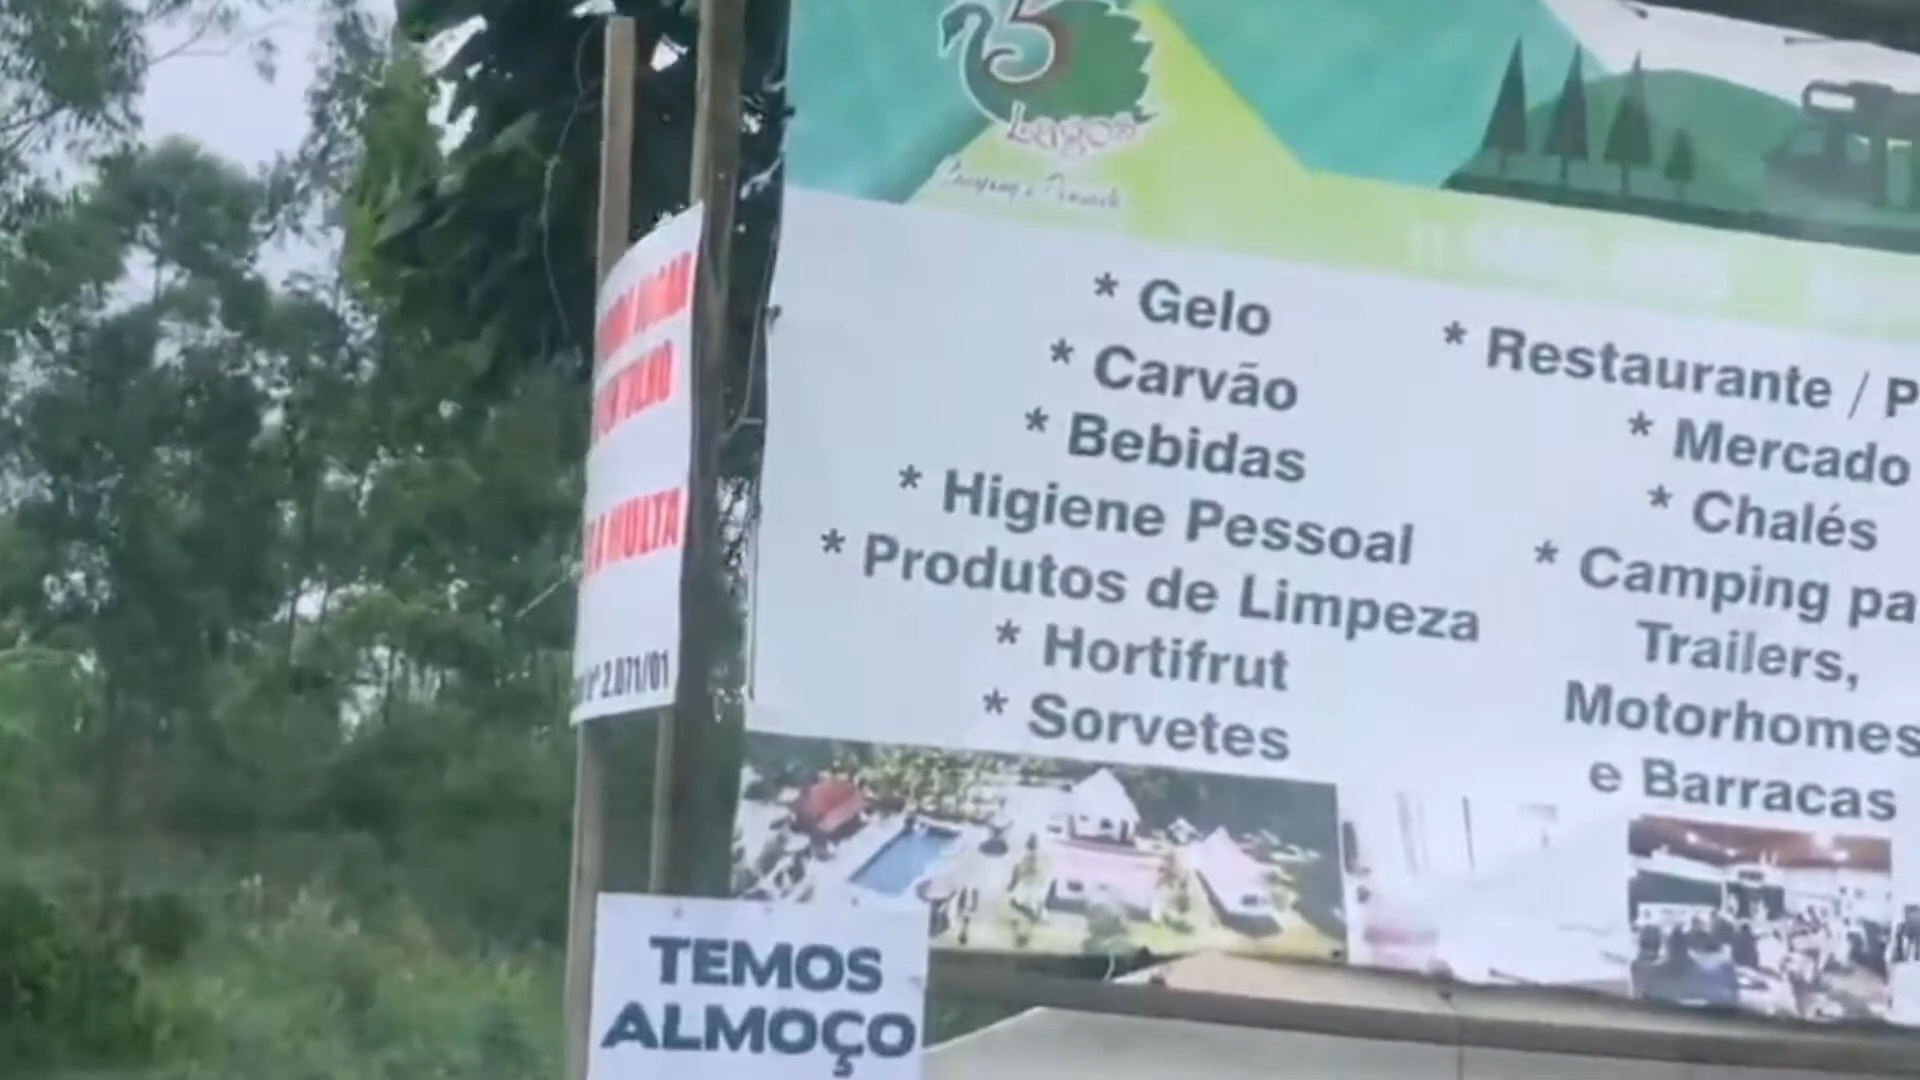 5
Lagos
* Gelo
* Carvão
* Bebidas
* Higiene Pessoal
* Produtos de Limpeza
* Hortifrut
* Sorvetes
* Restaurante / P
* Mercado
* Chalés
* Camping pa
Trailers,
Motorhomes
e Barracas
A MULTA
nº 2.071/01
TEMOS
ALMOÇO